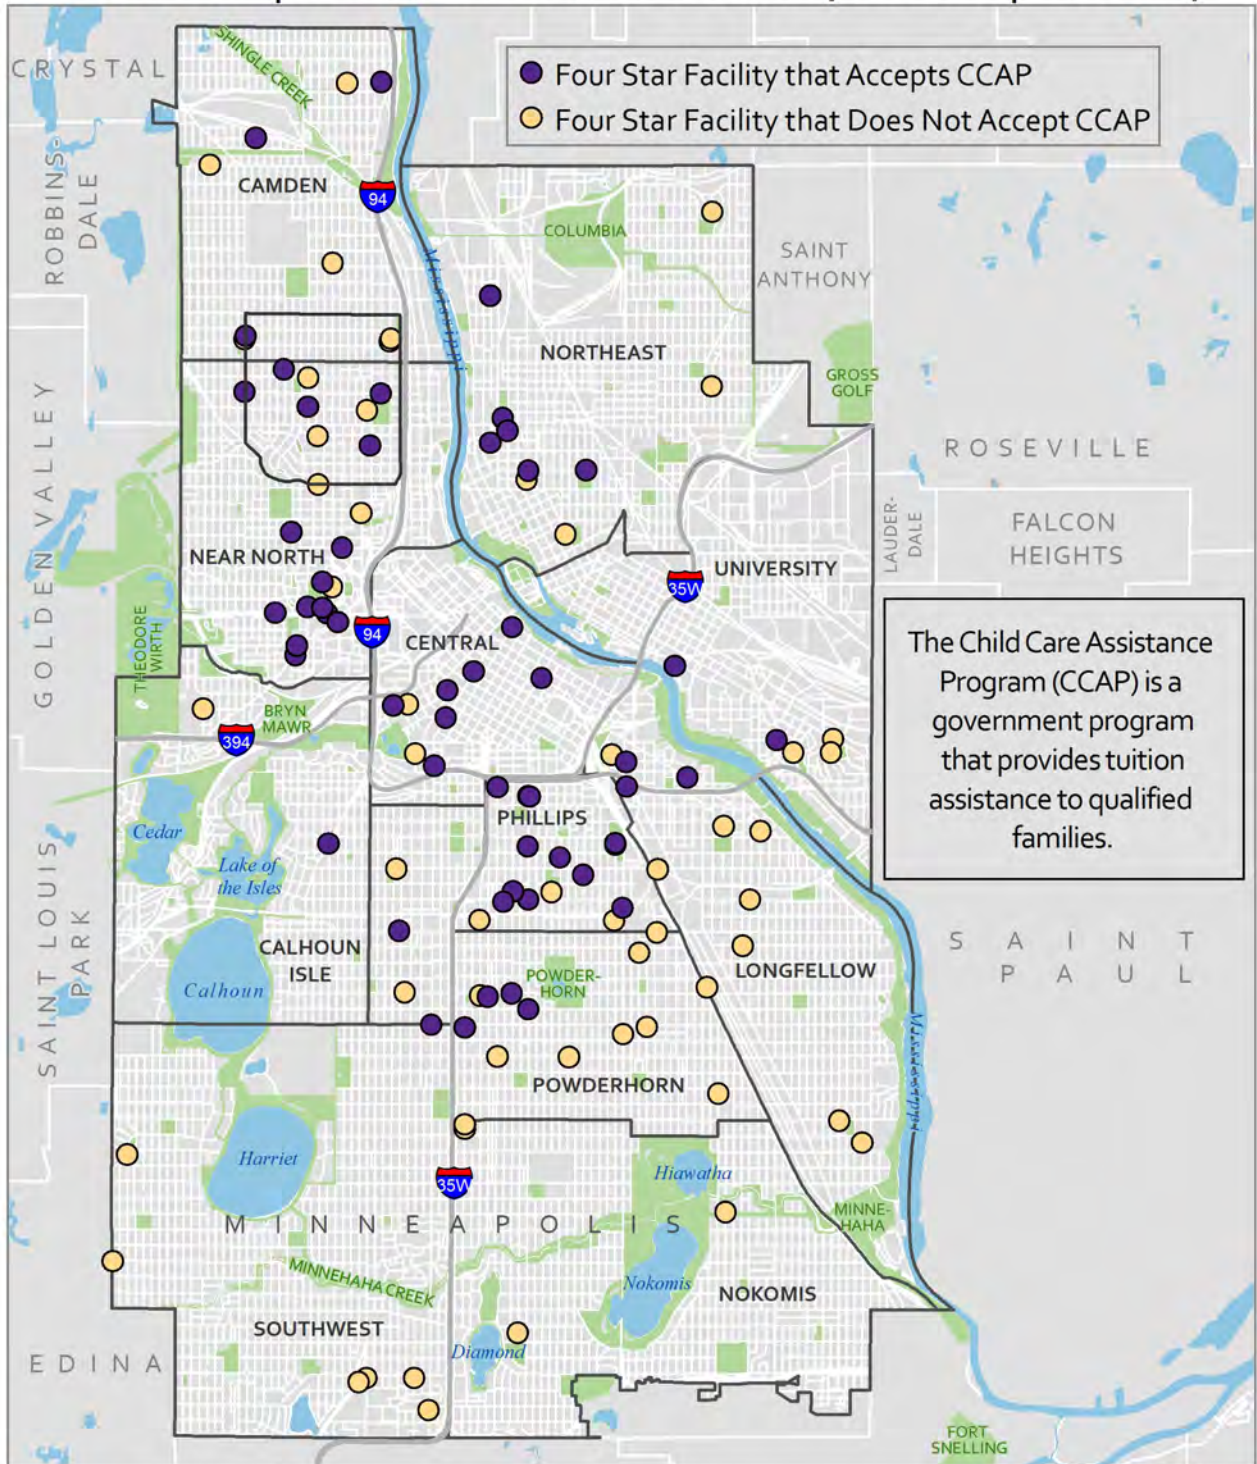 Four Star Facility that Accepts CCAP
Four Star Facility that Does Not Accept CCAP
CRYSTAL
SHINGLE CREEK
ROBBINS-
DALE
CAMDEN
94
COLUMBIA
SAINT
ANTHONY
Mississippi
NORTHEAST
GROSS
GOLF
GOLDEN VALLEY
ROSEVILLE
LAUDER-
DALE
FALCON
HEIGHTS
NEAR NORTH
UNIVERSITY
35W
THEODORE
WIRTH
94
CENTRAL
The Child Care Assistance
Program (CCAP) is a
government program
that provides tuition
assistance to qualified
families.
BRYN
MAWR
394
PHILLIPS
Cedar
Lake of
the Isles
SAINT LOUIS
PARK
CALHOUN
ISLE
Calhoun
POWDER-
HORN
LONGFELLOW
SAINT
PAUL
Mississippi
POWDERHORN
Harriet
35W
Hiawatha
MINNE-
HAHA
MINNEAPOLIS
MINNEHAHA CREEK
Nokomis
NOKOMIS
SOUTHWEST
Diamond
EDINA
FORT
SNELLING